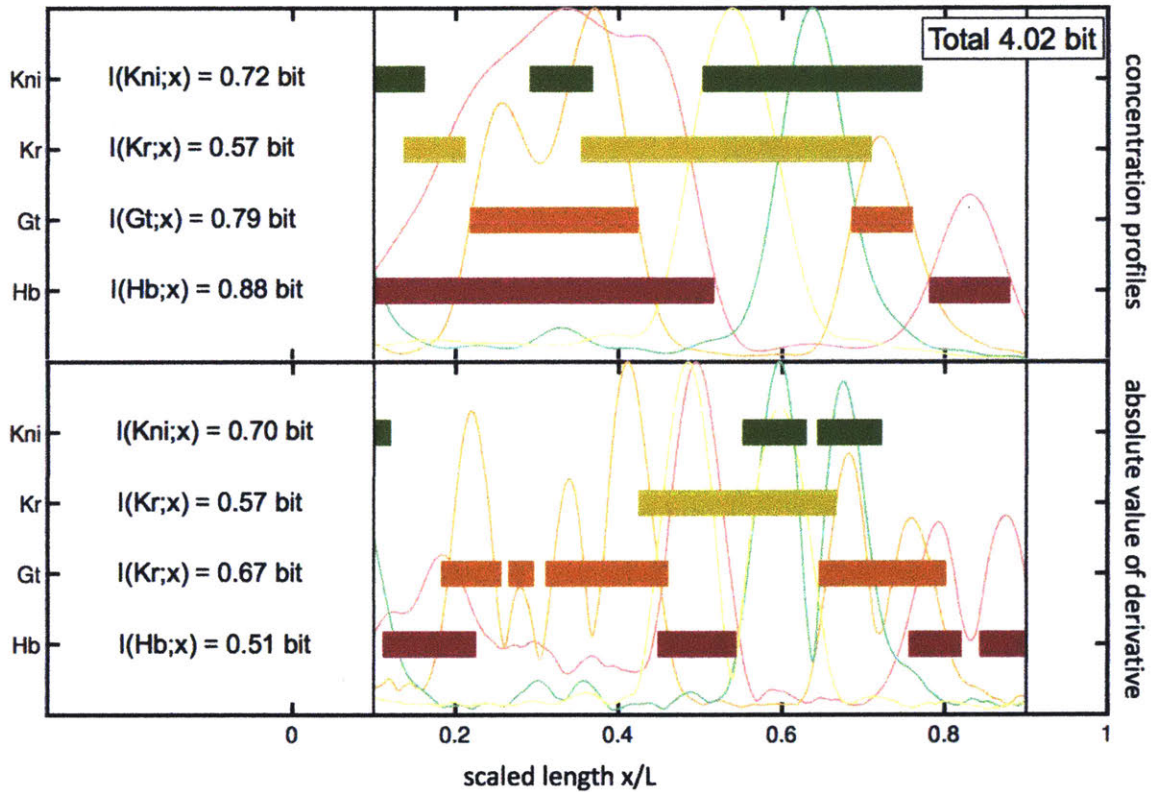 Total 4.02 bit
Kni I(Kni;x) = 0.72 bit
Kr I(Kr;x) = 0.57 bit
Gt I(Gt;x) = 0.79 bit
Hb I(Hb;x) = 0.88 bit
concentration profiles
Kni I(Kni;x) = 0.70 bit
Kr I(Kr;x) = 0.57 bit
Gt I(Kr;x) = 0.67 bit
Hb I(Hb;x) = 0.51 bit
absolute value of derivative
0 0.2 0.4 0.6 0.8 1
scaled length x/L